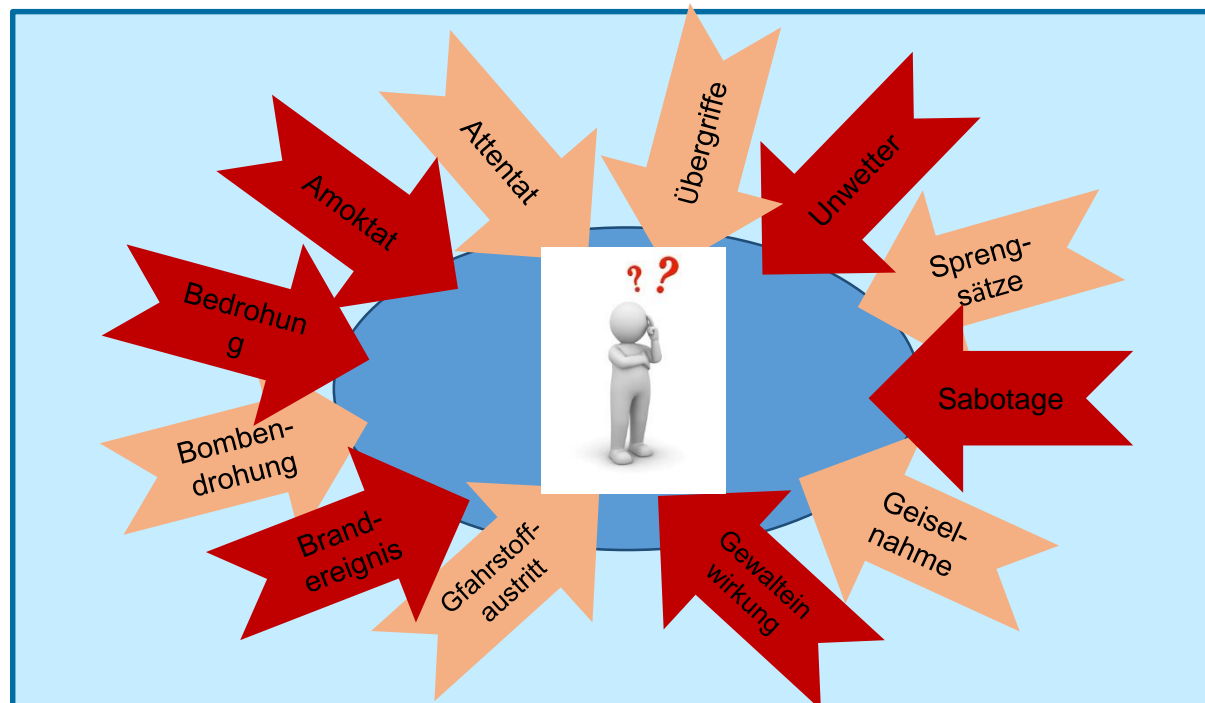 Attentat
Übergriffe
Unwetter
Spreng-
sätze
Sabotage
Geisel-
nahme
Gewaltein
wirkung
Gfahrstoff-
austritt
Brand-
ereignis
Bomben-
drohung
Bedrohun
g
Amoktat
? ?